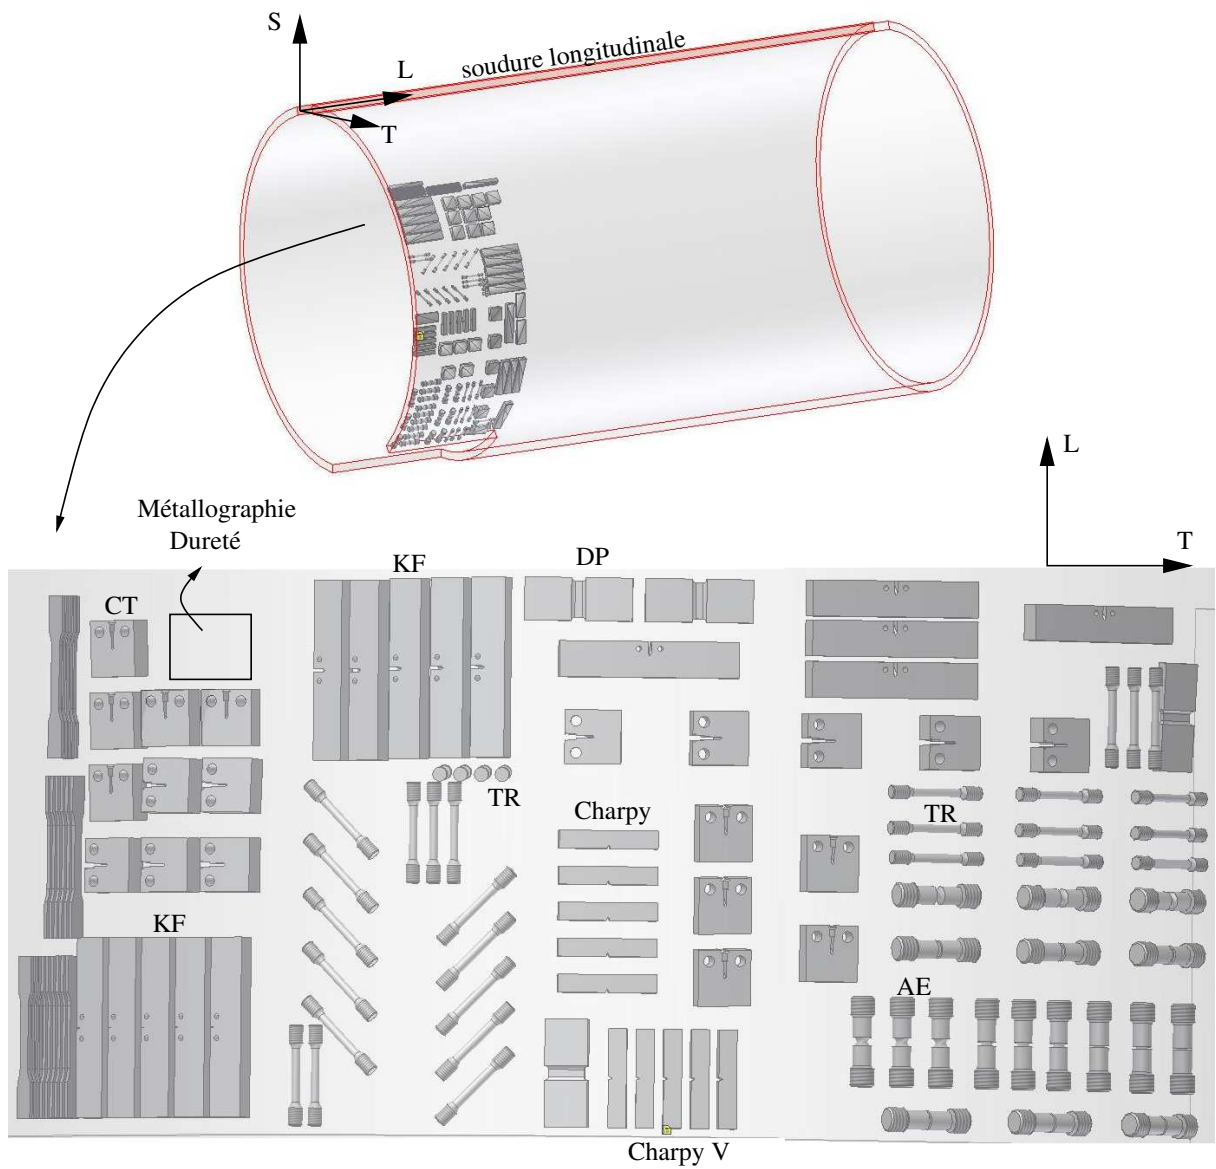 S
soudure longitudinale
L
T
L
Métallographie
Dureté
T
KF
DP
CT
TR
Charpy
TR
KF
AE
Charpy V